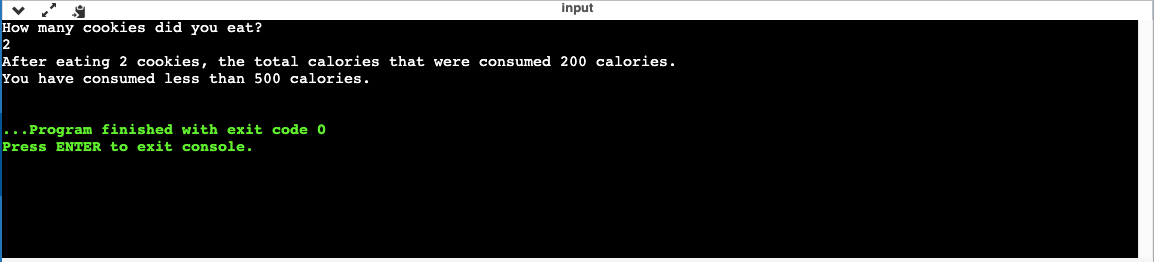 input
How many cookies did you eat?
2
After eating 2 cookies, the total calories that were consumed 200 calories.
You have consumed less than 500 calories.
...Program finished with exit code 0
Press ENTER to exit console.